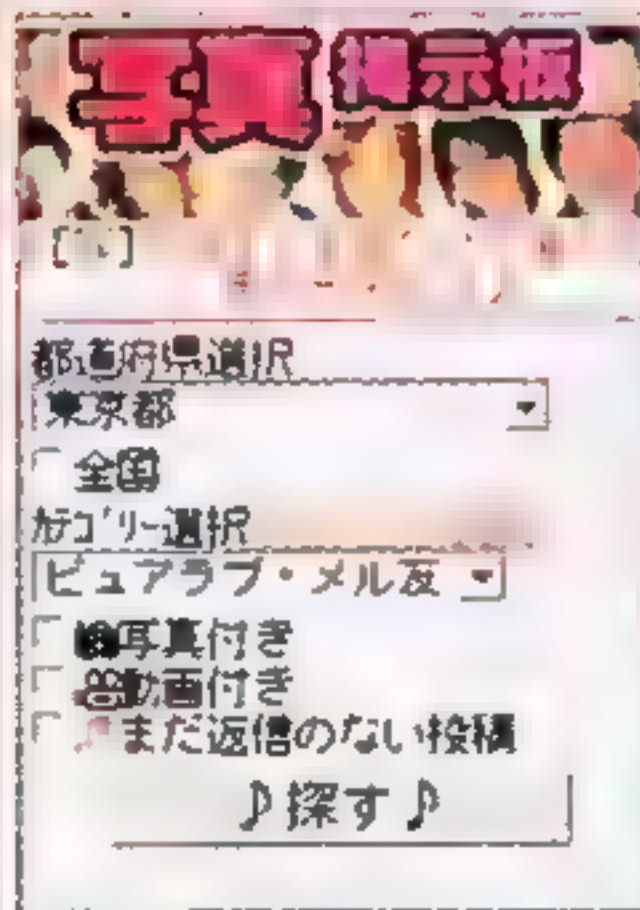 写真掲示板
都道府県選択
東京都
全国
ｶﾃｺﾞﾘｰ選択
ピュアラブ・メル友
写真付き
動画付き
♪まだ返信のない投稿
♪探す♪